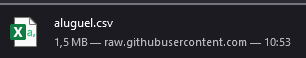 aluguel.csv
1,5 MB — raw.githubusercontent.com — 10:53